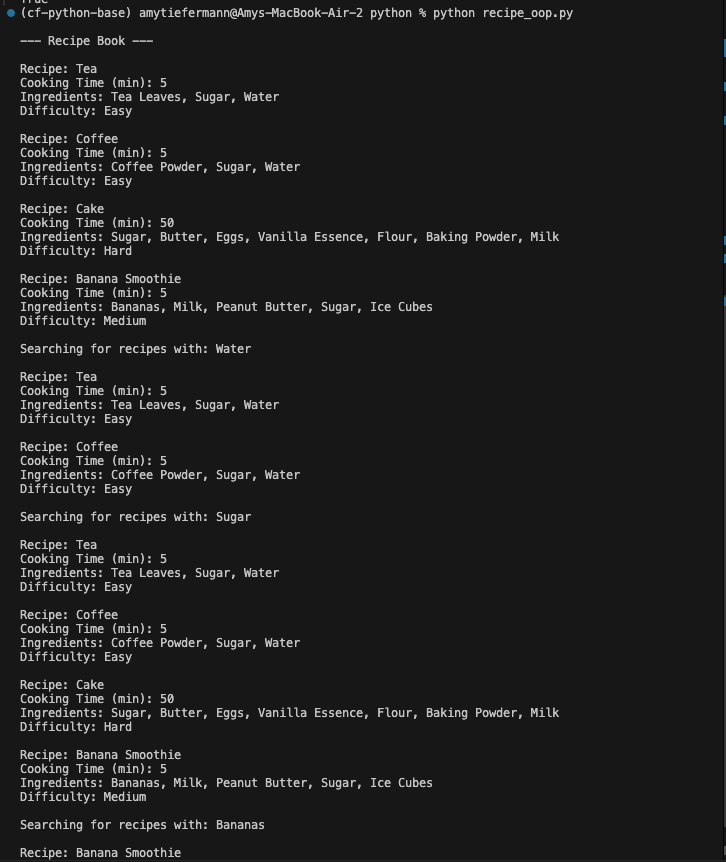 (cf-python-base) amytiefermann@Amys-MacBook-Air-2 python % python recipe_oop.py
--- Recipe Book ---
Recipe: Tea
Cooking Time (min): 5
Ingredients: Tea Leaves, Sugar, Water
Difficulty: Easy
Recipe: Coffee
Cooking Time (min): 5
Ingredients: Coffee Powder, Sugar, Water
Difficulty: Easy
Recipe: Cake
Cooking Time (min): 50
Ingredients: Sugar, Butter, Eggs, Vanilla Essence, Flour, Baking Powder, Milk
Difficulty: Hard
Recipe: Banana Smoothie
Cooking Time (min): 5
Ingredients: Bananas, Milk, Peanut Butter, Sugar, Ice Cubes
Difficulty: Medium
Searching for recipes with: Water
Recipe: Tea
Cooking Time (min): 5
Ingredients: Tea Leaves, Sugar, Water
Difficulty: Easy
Recipe: Coffee
Cooking Time (min): 5
Ingredients: Coffee Powder, Sugar, Water
Difficulty: Easy
Searching for recipes with: Sugar
Recipe: Tea
Cooking Time (min): 5
Ingredients: Tea Leaves, Sugar, Water
Difficulty: Easy
Recipe: Coffee
Cooking Time (min): 5
Ingredients: Coffee Powder, Sugar, Water
Difficulty: Easy
Recipe: Cake
Cooking Time (min): 50
Ingredients: Sugar, Butter, Eggs, Vanilla Essence, Flour, Baking Powder, Milk
Difficulty: Hard
Recipe: Banana Smoothie
Cooking Time (min): 5
Ingredients: Bananas, Milk, Peanut Butter, Sugar, Ice Cubes
Difficulty: Medium
Searching for recipes with: Bananas
Recipe: Banana Smoothie